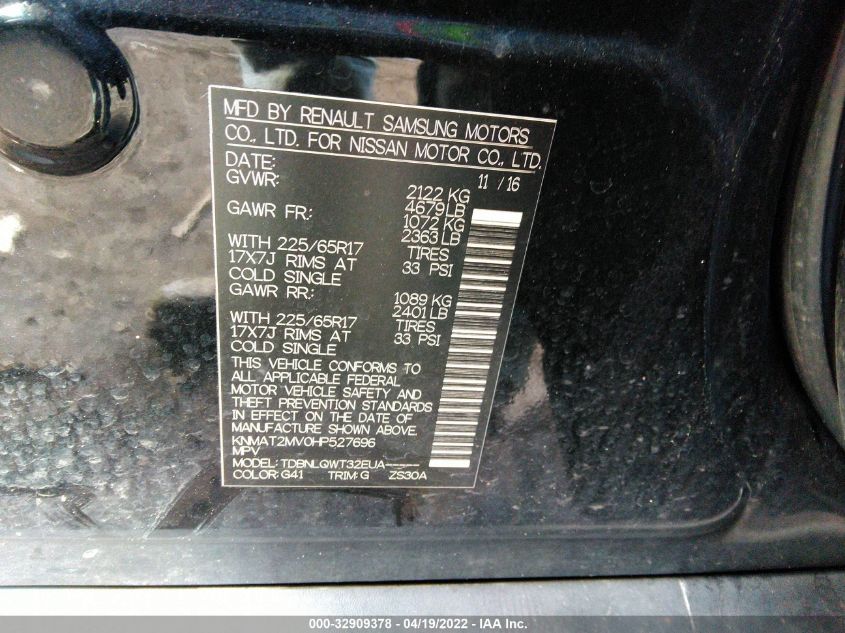 MFD BY RENAULT SAMSUNG MOTORS
CO., LTD. FOR NISSAN MOTOR CO., LTD.
DATE: 11 / 16
GVWR: 2122 KG
4679 LB
GAWR FR.: 1072 KG
2363 LB
WITH 225/65R17 TIRES
17X7J RIMS AT 33 PSI
COLD SINGLE
GAWR RR.: 1089 KG
2401 LB
WITH 225/65R17 TIRES
17X7J RIMS AT 33 PSI
COLD SINGLE
THIS VEHICLE CONFORMS TO
ALL APPLICABLE FEDERAL
MOTOR VEHICLE SAFETY AND
THEFT PREVENTION STANDARDS
IN EFFECT ON THE DATE OF
MANUFACTURE SHOWN ABOVE.
KNMAT2MV0HP527696
MPV
MODEL: TDBNLQWT32EUA-----
COLOR: G41 TRIM: G ZS30A
000-32909378 - 04/19/2022 - IAA Inc.